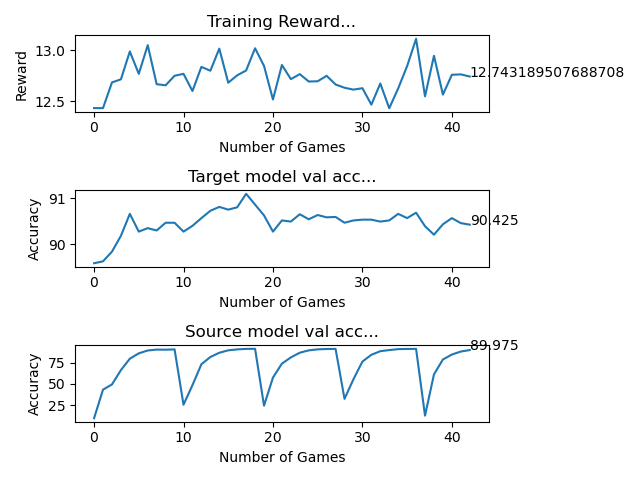 Training Reward...
Reward
13.0
12.5
12.743189507688708
0 10 20 30 40
Number of Games
Target model val acc...
Accuracy
91
90
90.425
0 10 20 30 40
Number of Games
Source model val acc...
Accuracy
75
50
25
89.975
0 10 20 30 40
Number of Games